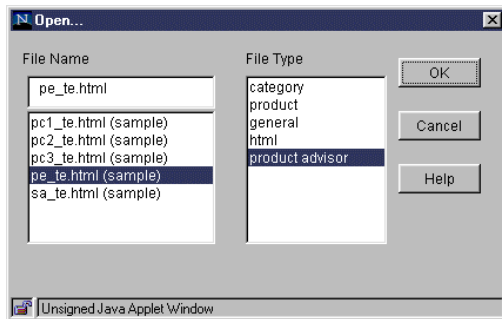 N Open...
File Name
pe_te.html
pc1_te.html (sample)
pc2_te.html (sample)
pc3_te.html (sample)
pe_te.html (sample)
sa_te.html (sample)
File Type
category
product
general
html
product advisor
OK
Cancel
Help
Unsigned Java Applet Window